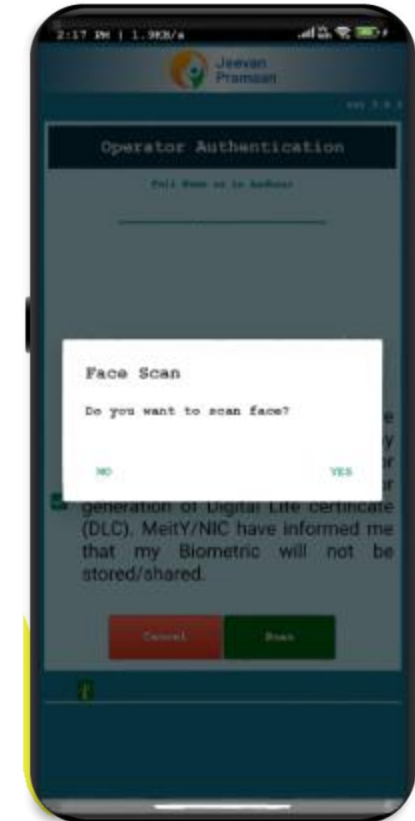 2:17 PM | 1.9KB/s
Jeevan
Pramaan
Operator Authentication
Full Name as in Aadhaar
Face Scan
Do you want to scan face?
NO
YES
generation of Digital Life certificate
(DLC). MeitY/NIC have informed me
that my Biometric will not be
stored/shared.
Cancel
Scan